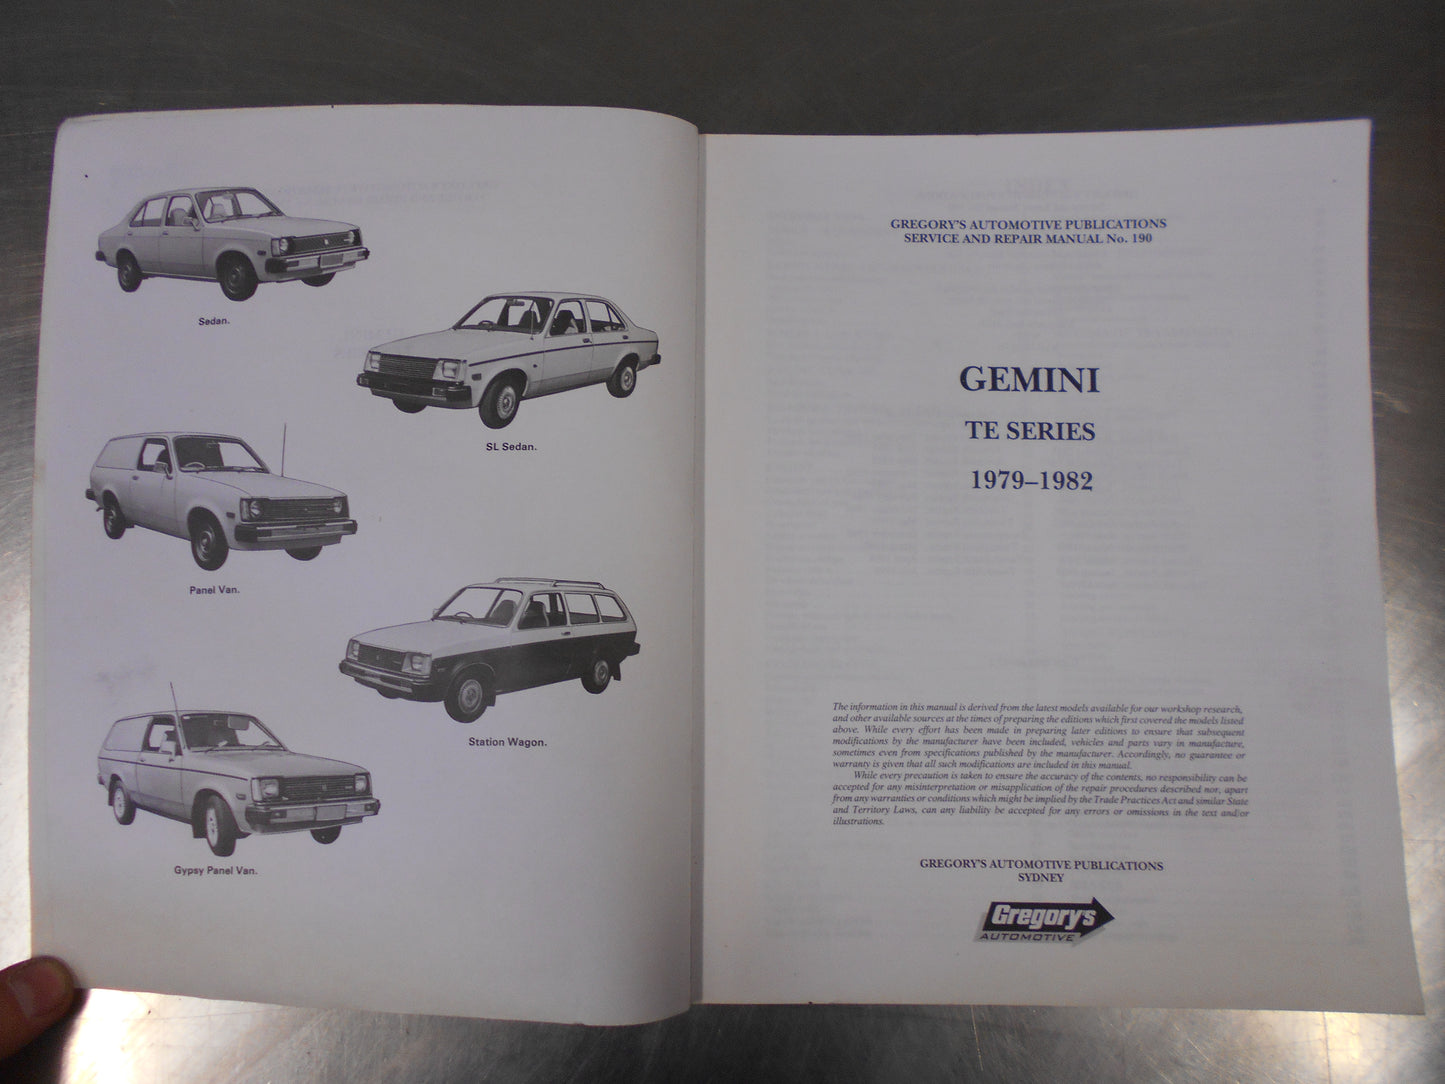 Sedan.
SL Sedan.
Panel Van.
Station Wagon.
Gypsy Panel Van.
GREGORY'S AUTOMOTIVE PUBLICATIONS
SERVICE AND REPAIR MANUAL No. 190
GEMINI
TE SERIES
1979–1982
The information in this manual is derived from the latest models available for our workshop research,
and other available sources at the times of preparing the editions which first covered the models listed
above. While every effort has been made in preparing later editions to ensure that subsequent
modifications by the manufacturer have been included, vehicles and parts vary in manufacture,
sometimes even from specifications published by the manufacturer. Accordingly, no guarantee or
warranty is given that all such modifications are included in this manual.
While every precaution is taken to ensure the accuracy of the contents, no responsibility can be
accepted for any misinterpretation or misapplication of the repair procedures described nor, apart
from any warranties or conditions which might be implied by the Trade Practices Act and similar State
and Territory Laws, can any liability be accepted for any errors or omissions in the text and/or
illustrations.
GREGORY'S AUTOMOTIVE PUBLICATIONS
SYDNEY
Gregory's
AUTOMOTIVE